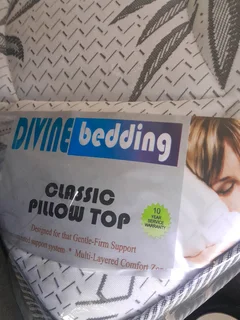 DIVINE bedding
CLASSIC
PILLOW TOP
10
YEAR
SERVICE
WARRANTY
Designed for that Gentle-Firm Support
support system * Multi-Layered Comfort